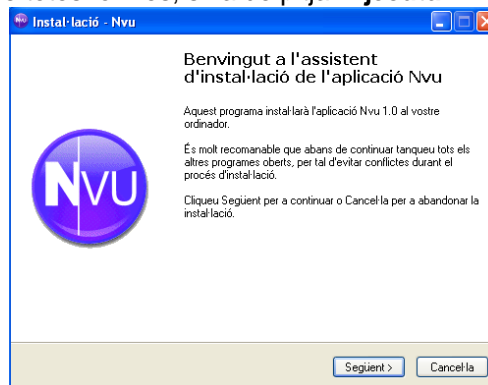 Instal·lació - Nvu
Benvingut a l'assistent
d'instal·lació de l'aplicació Nvu
Aquest programa instal·larà l'aplicació Nvu 1.0 al vostre
ordinador.
És molt recomanable que abans de continuar tanqueu tots els
altres programes oberts, per tal d'evitar conflictes durant el
procés d'instal·lació.
Cliqueu Següent per a continuar o Cancel·la per a abandonar la
instal·lació.
NVU
Següent >
Cancel·la